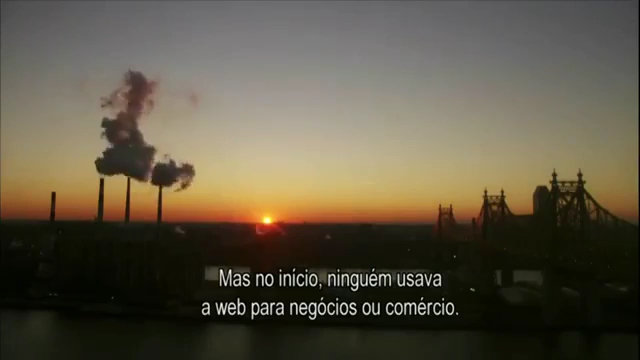 Mas no início, ninguém usava
a web para negócios ou comércio.